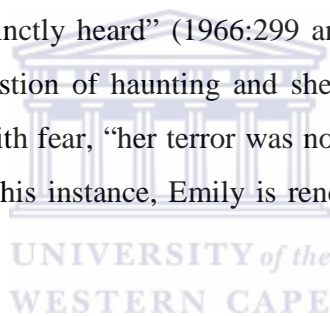 nctly heard” (1966:299 an
stion of haunting and she
ith fear, “her terror was no
his instance, Emily is rend
UNIVERSITY of the
WESTERN CAPE